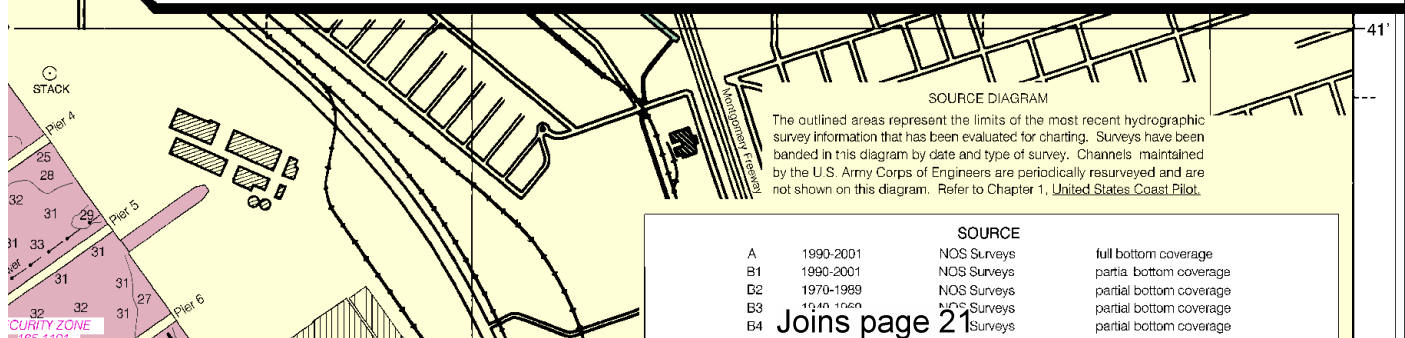 41'
STACK
Pier 4
Montgomery Freeway
SOURCE DIAGRAM
The outlined areas represent the limits of the most recent hydrographic
survey information that has been evaluated for charting. Surveys have been
banded in this diagram by date and type of survey. Channels maintained
by the U.S. Army Corps of Engineers are periodically resurveyed and are
not shown on this diagram. Refer to Chapter 1, United States Coast Pilot.
25
28
32
31
29
Pier 5
31
33
31
31
31
27
Pier 6
32
32
31
CURITY ZONE
SOURCE
A 1990-2001 NOS Surveys full bottom coverage
B1 1990-2001 NOS Surveys partial bottom coverage
B2 1970-1989 NOS Surveys partial bottom coverage
B3 1940-1969 NOS Surveys partial bottom coverage
B4 Surveys partial bottom coverage
Joins page 21